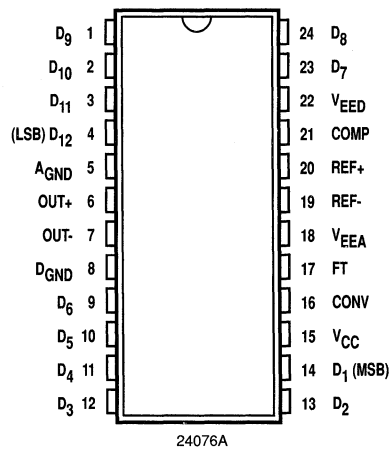 D9 1 24 D8
D10 2 23 D7
D11 3 22 VEED
(LSB) D12 4 21 COMP
AGND 5 20 REF+
OUT+ 6 19 REF-
OUT- 7 18 VEEA
DGND 8 17 FT
D6 9 16 CONV
D5 10 15 VCC
D4 11 14 D1 (MSB)
D3 12 13 D2
24076A